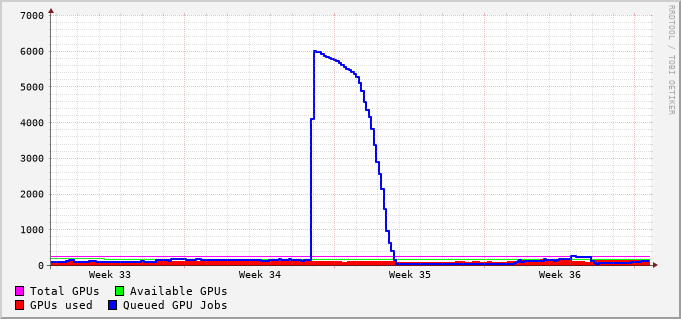 7000
6000
5000
4000
3000
2000
1000
0
Week 33 Week 34 Week 35 Week 36
Total GPUs Available GPUs
GPUs used Queued GPU Jobs
RRDTOOL / TOBI OETIKER